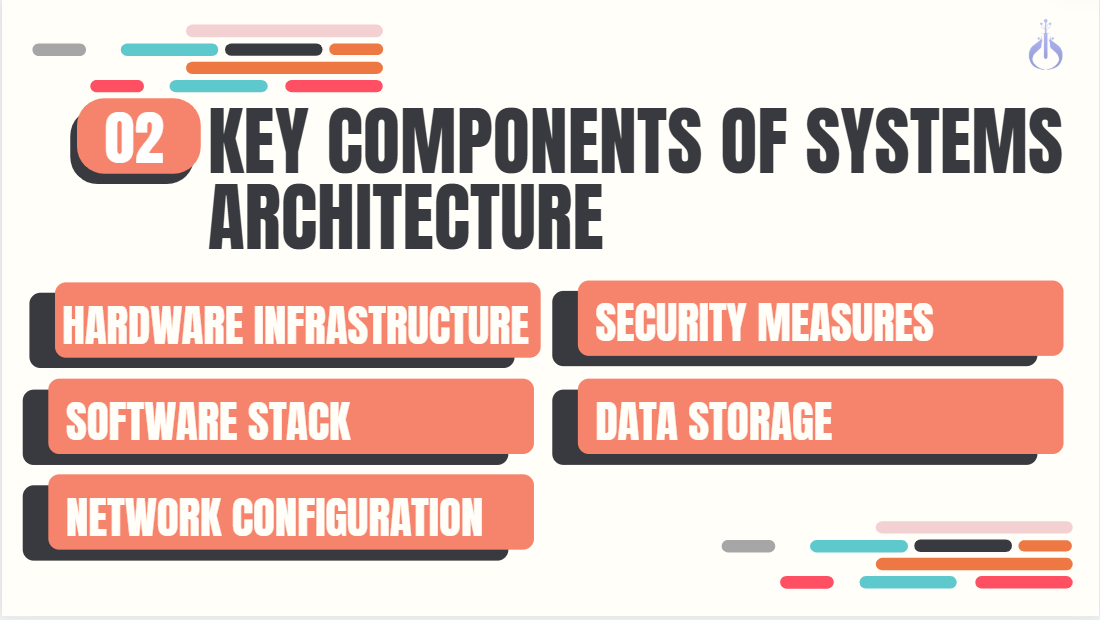 02
KEY COMPONENTS OF SYSTEMS
ARCHITECTURE
HARDWARE INFRASTRUCTURE
SOFTWARE STACK
NETWORK CONFIGURATION
SECURITY MEASURES
DATA STORAGE